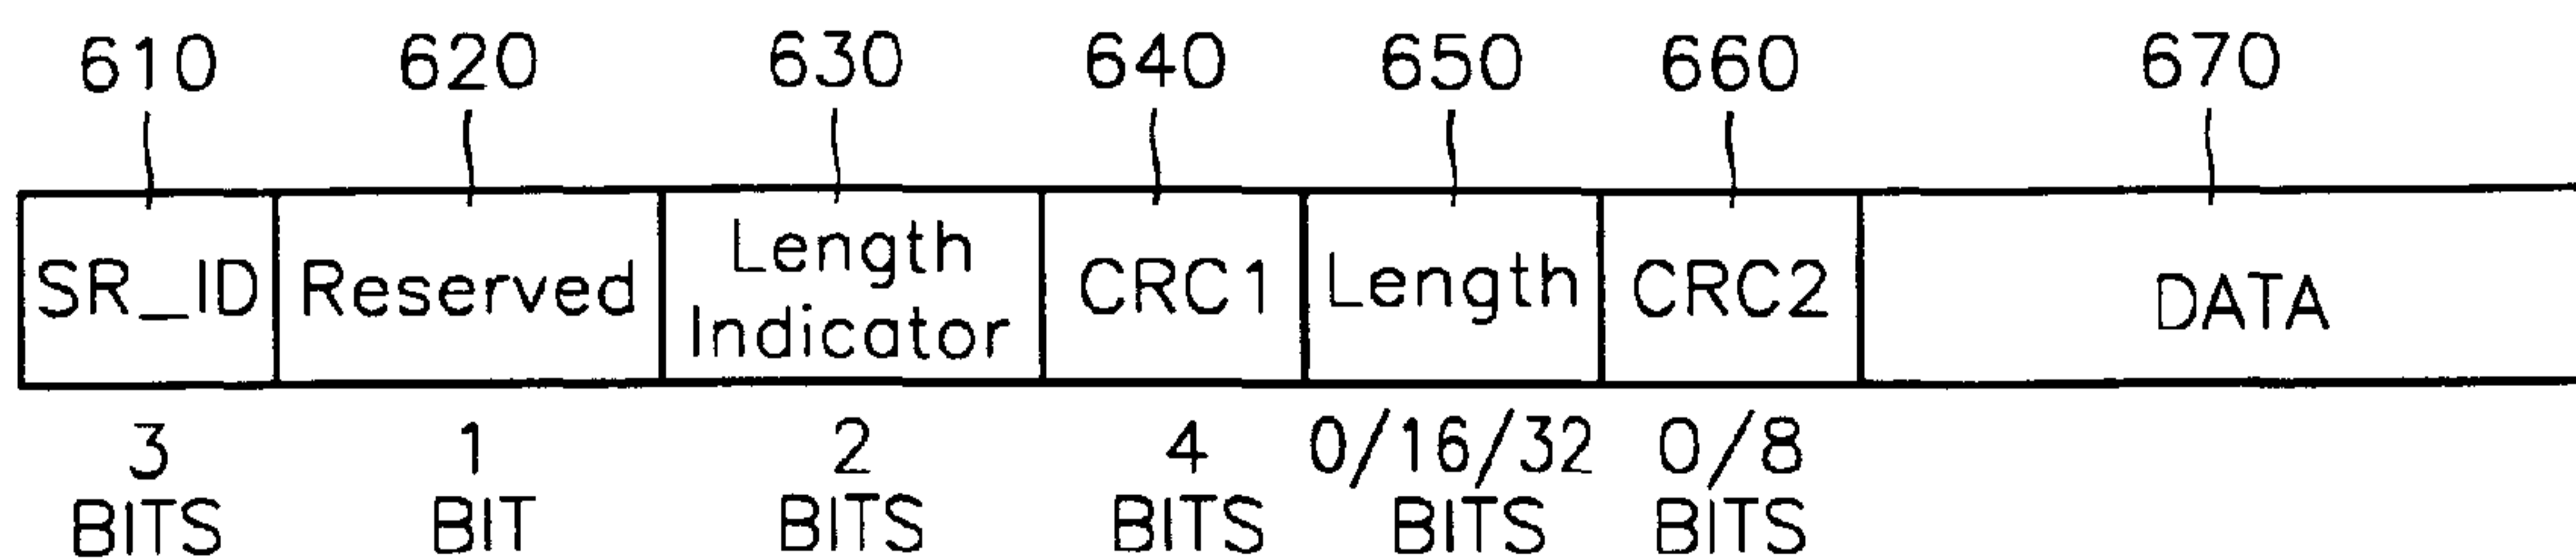 610 620 630 640 650 660 670
SR_ID Reserved Length Indicator CRC1 Length CRC2 DATA
3 BITS 1 BIT 2 BITS 4 BITS 0/16/32 BITS 0/8 BITS